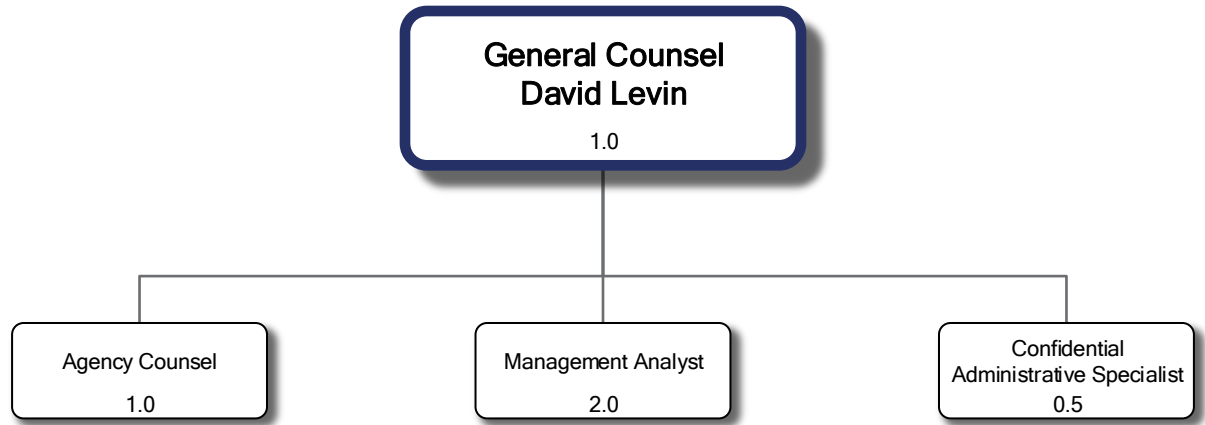 General Counsel
David Levin
1.0
Agency Counsel
1.0
Management Analyst
2.0
Confidential
Administrative Specialist
0.5